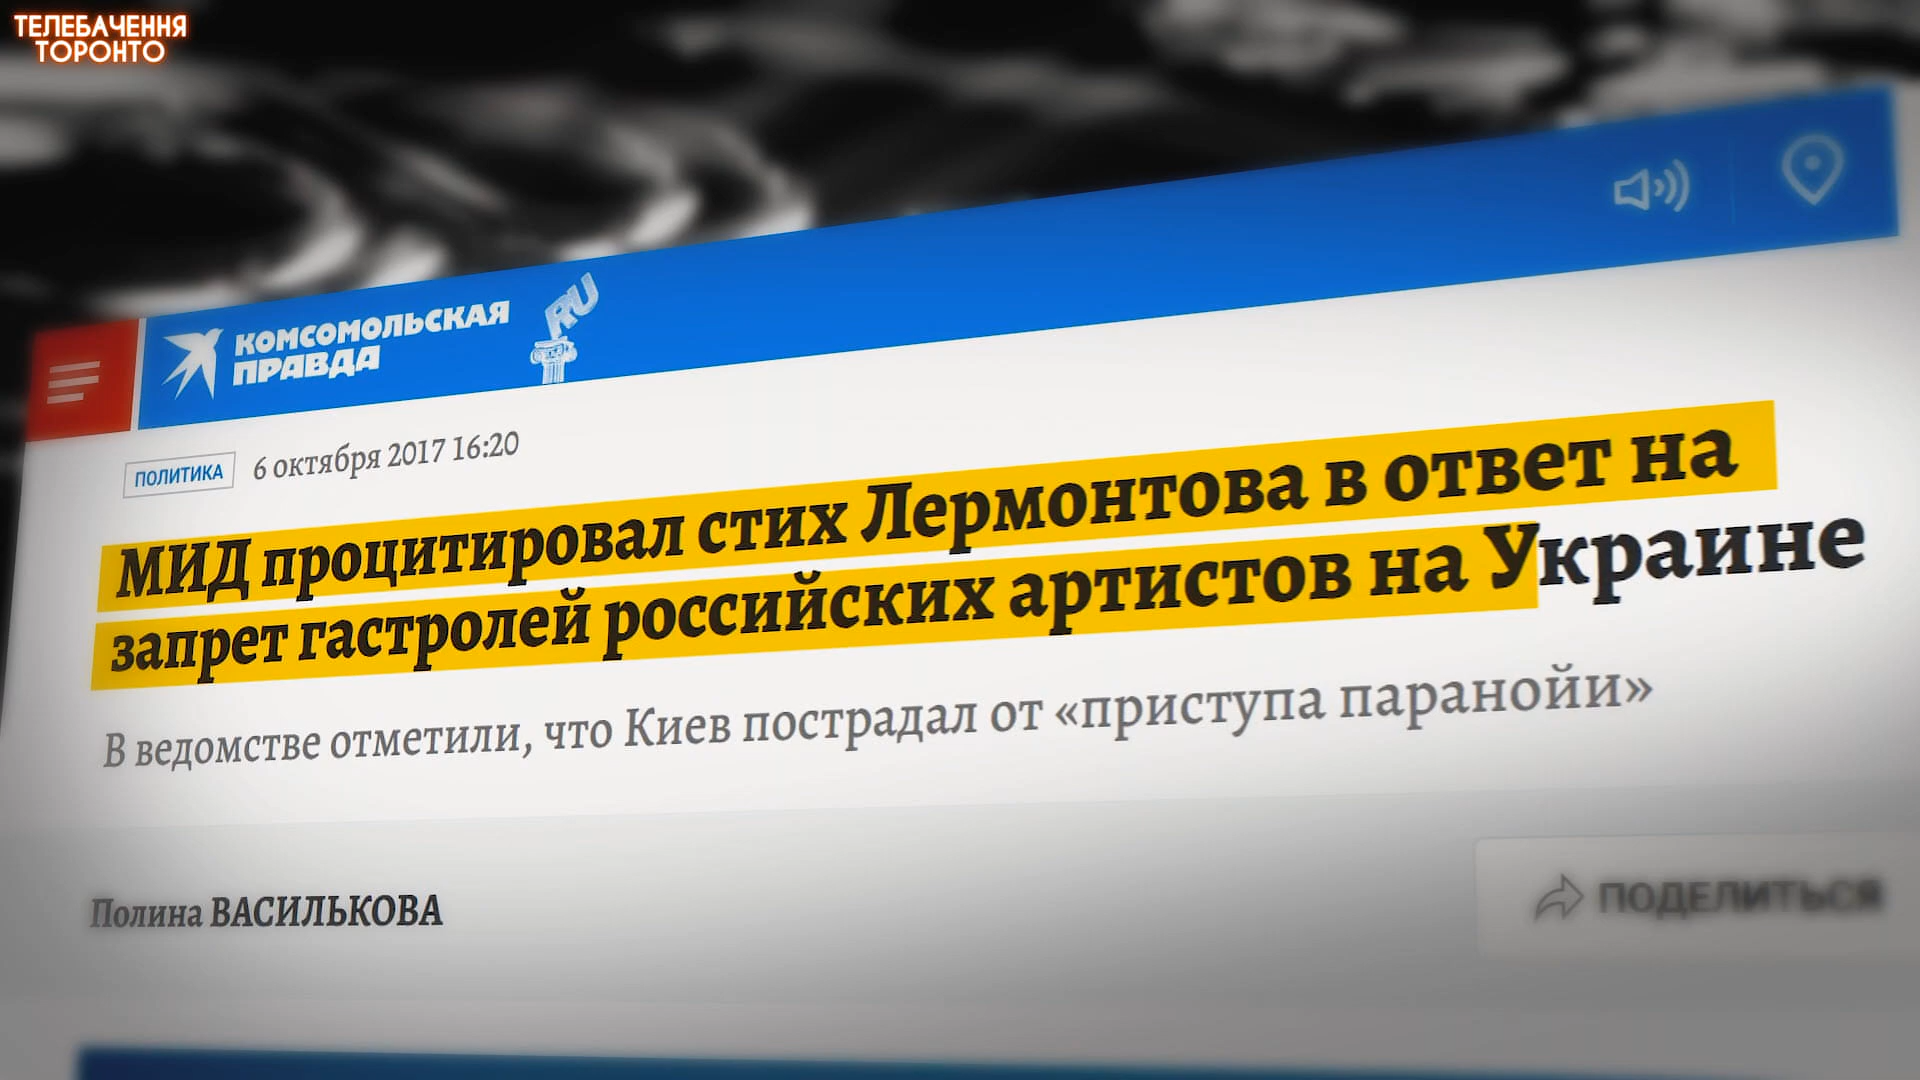 ТЕЛЕБАЧЕННЯ
ТОРОНТО
КОМСОМОЛЬСКАЯ
ПРАВДА
RU
ПОЛИТИКА 6 октября 2017 16:20
МИД процитировал стих Лермонтова в ответ на
запрет гастролей российских артистов на Украине
В ведомстве отметили, что Киев пострадал от «приступа паранойи»
Полина ВАСИЛЬКОВА
ПОДЕЛИТЬСЯ